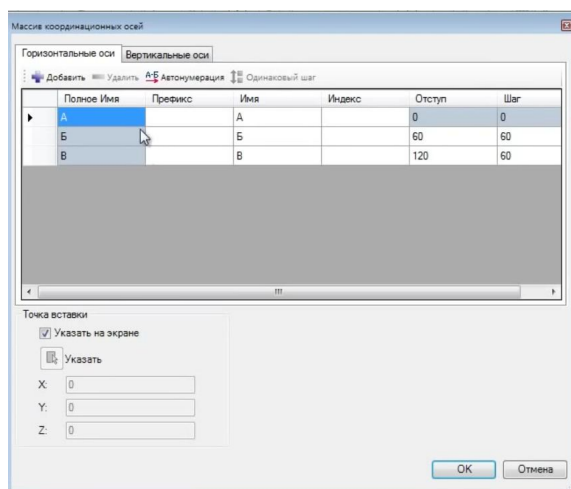 Массив координационных осей
Горизонтальные оси Вертикальные оси
Добавить Удалить А-Б Автонумерация Одинаковый шаг
Полное Имя Префикс Имя Индекс Отступ Шаг
А А 0 0
Б Б 60 60
В В 120 60
Точка вставки
Указать на экране
Указать
X: 0
Y: 0
Z: 0
OK Отмена